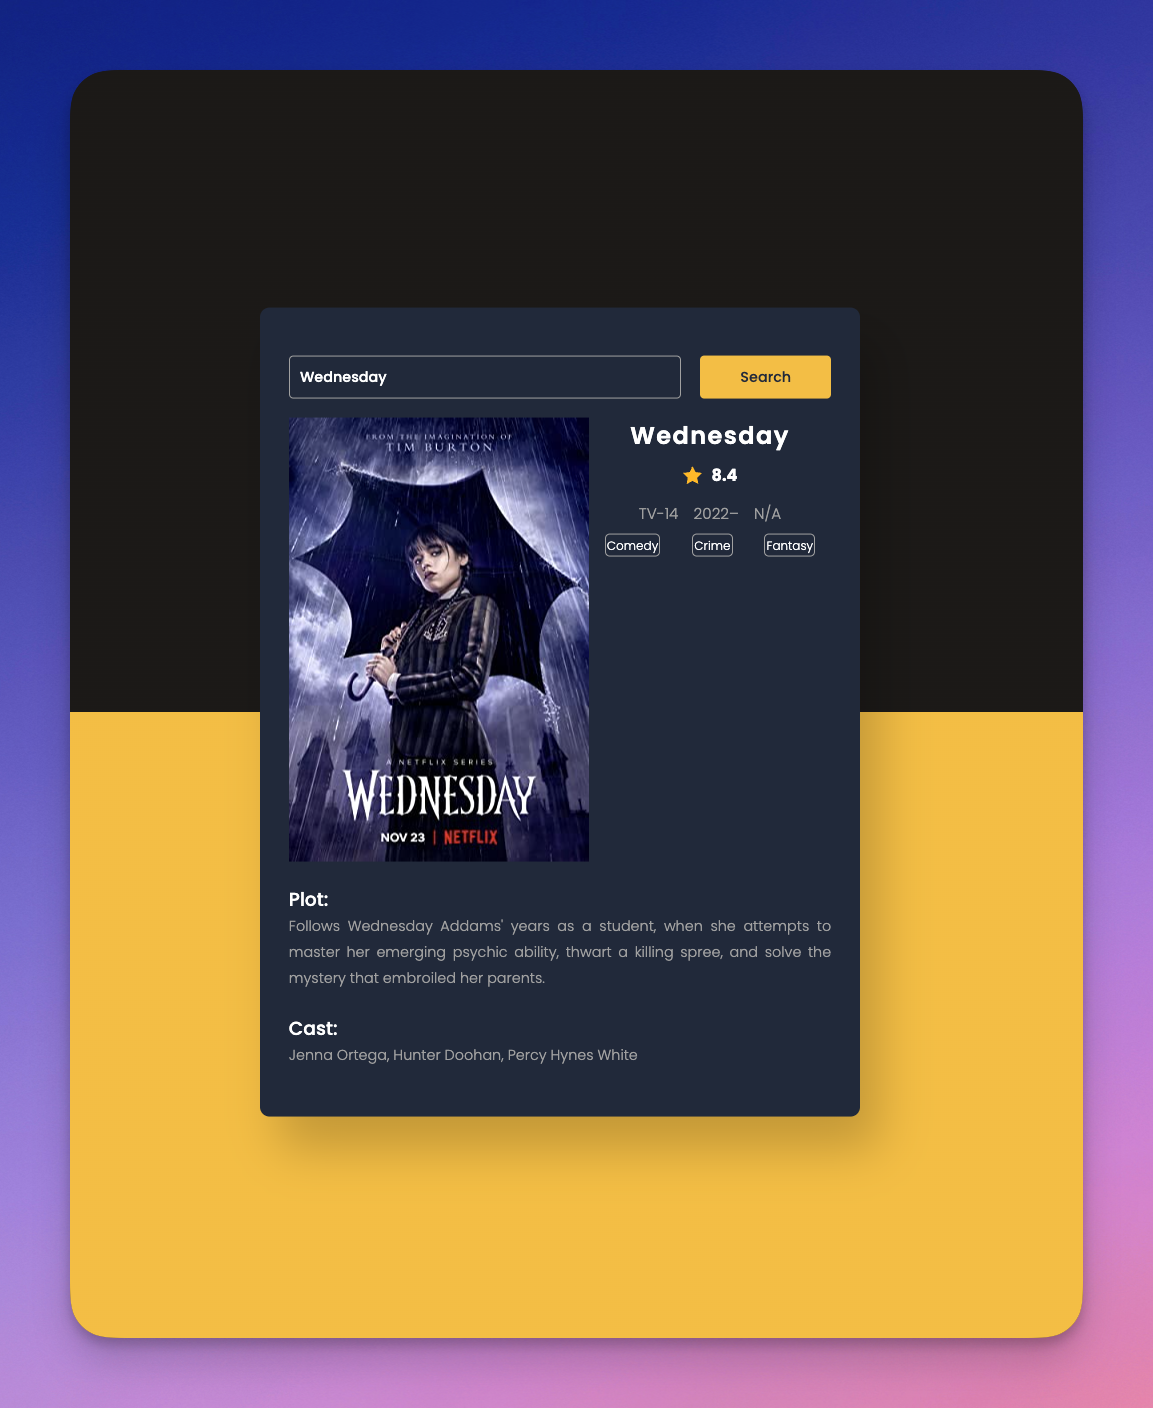 Wednesday
Search
FROM THE IMAGINATION OF
TIM BURTON
A NETFLIX SERIES
WEDNESDAY
NOV 23 | NETFLIX
Wednesday
8.4
TV-14 2022– N/A
Comedy Crime Fantasy
Plot:
Follows Wednesday Addams' years as a student, when she attempts to
master her emerging psychic ability, thwart a killing spree, and solve the
mystery that embroiled her parents.
Cast:
Jenna Ortega, Hunter Doohan, Percy Hynes White